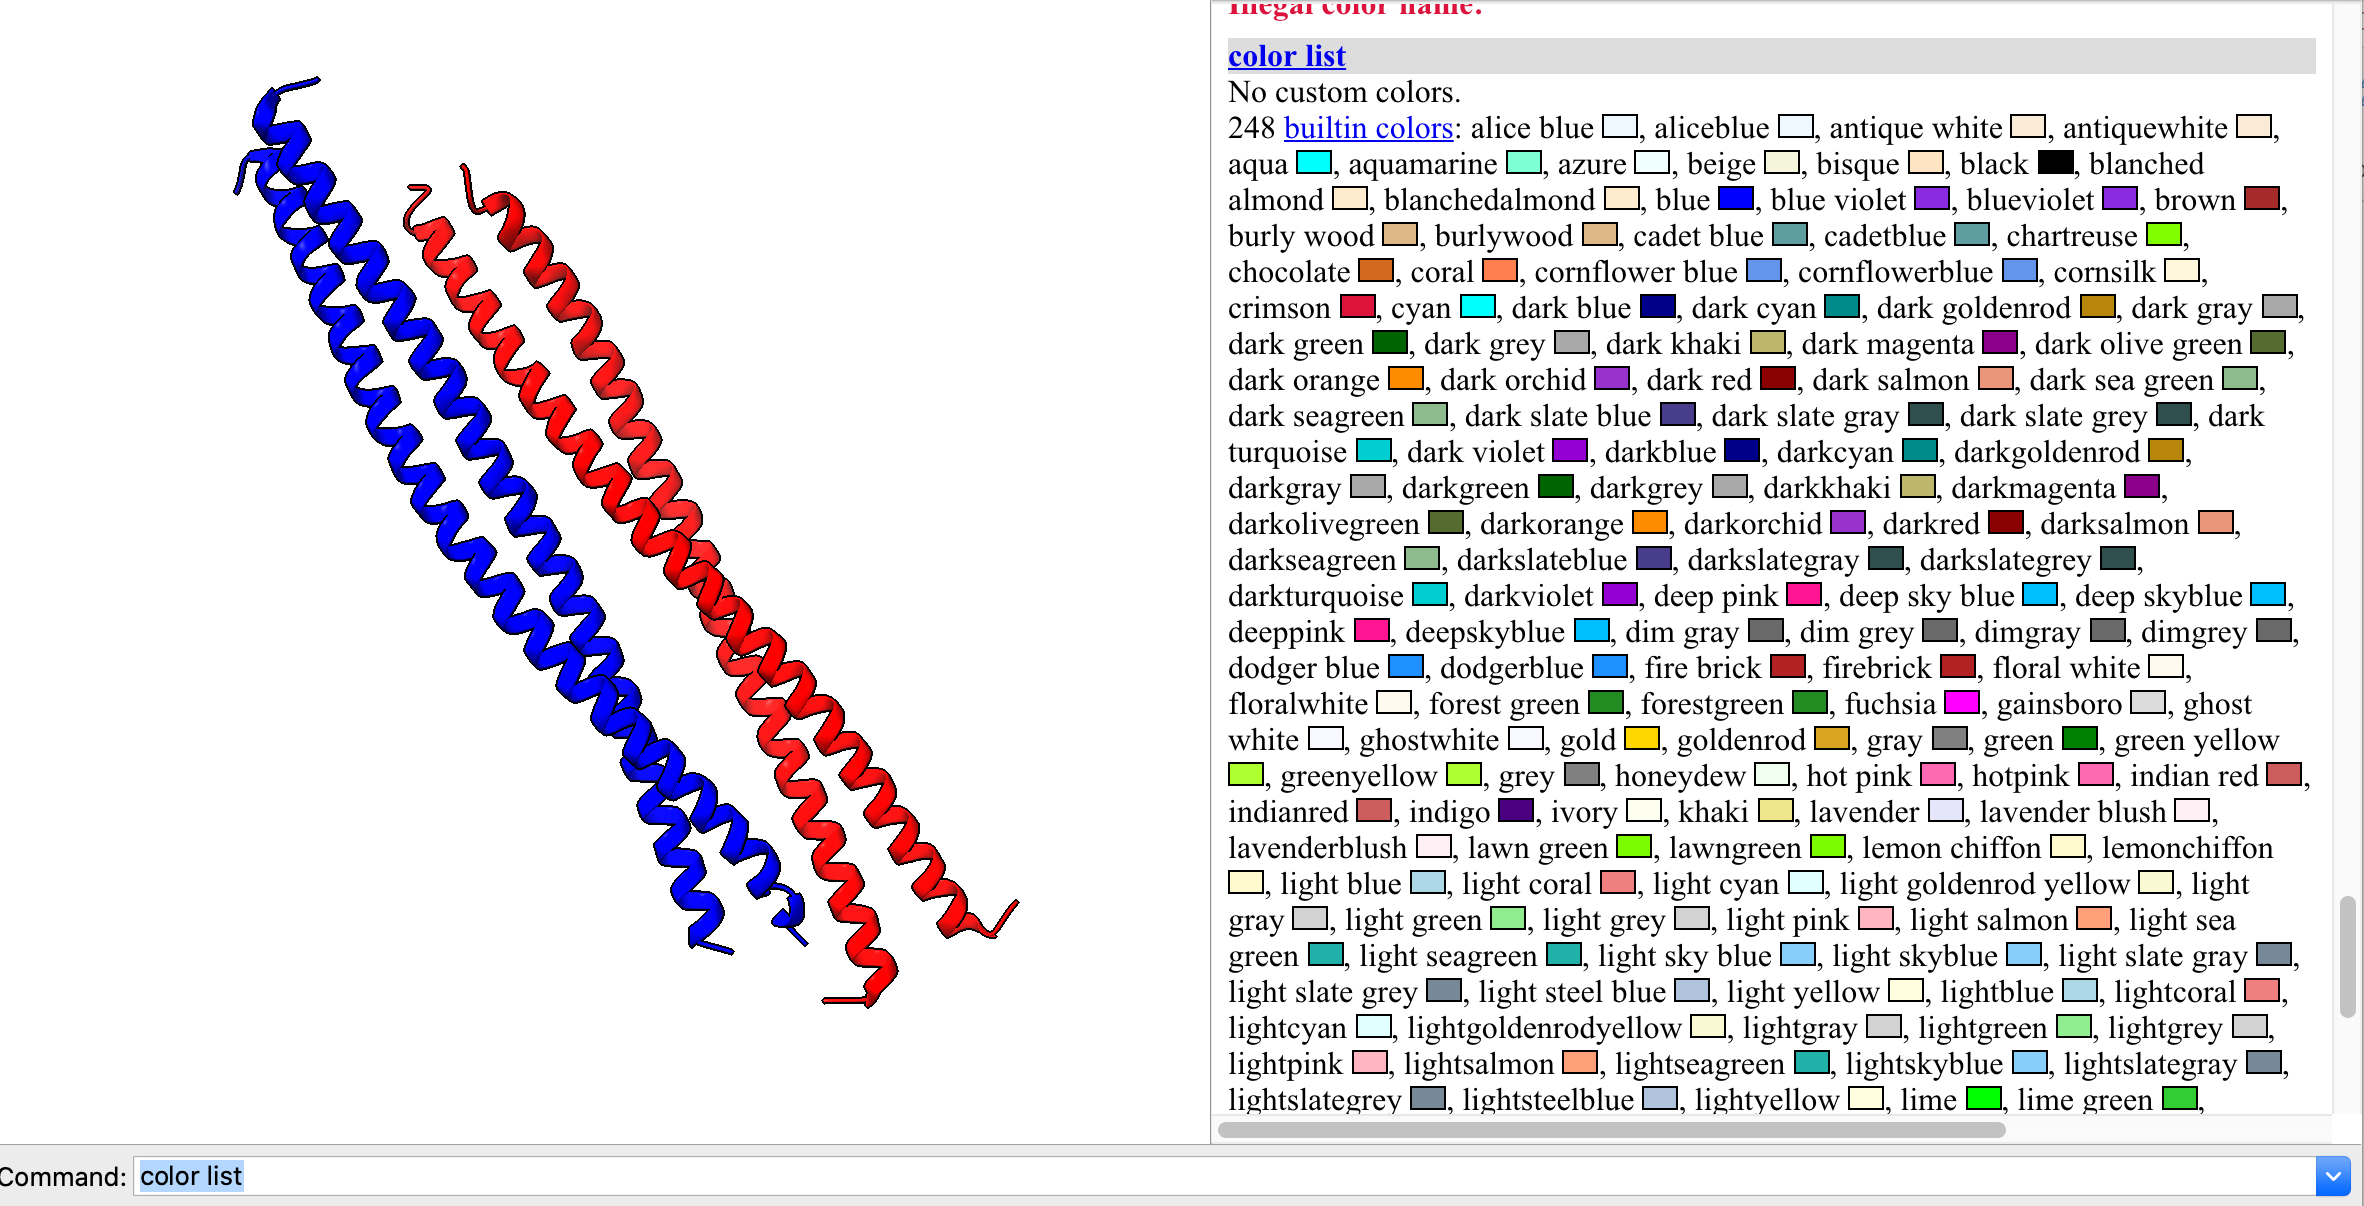 Illegal color name:
color list
No custom colors.
248 builtin colors: alice blue , aliceblue , antique white , antiquewhite ,
aqua , aquamarine , azure , beige , bisque , black , blanched
almond , blanchedalmond , blue , blue violet , blueviolet , brown ,
burly wood , burlywood , cadet blue , cadetblue , chartreuse ,
chocolate , coral , cornflower blue , cornflowerblue , cornsilk ,
crimson , cyan , dark blue , dark cyan , dark goldenrod , dark gray ,
dark green , dark grey , dark khaki , dark magenta , dark olive green ,
dark orange , dark orchid , dark red , dark salmon , dark sea green ,
dark seagreen , dark slate blue , dark slate gray , dark slate grey , dark
turquoise , dark violet , darkblue , darkcyan , darkgoldenrod ,
darkgray , darkgreen , darkgrey , darkkhaki , darkmagenta ,
darkolivegreen , darkorange , darkorchid , darkred , darksalmon ,
darkseagreen , darkslateblue , darkslategray , darkslategrey ,
darkturquoise , darkviolet , deep pink , deep sky blue , deep skyblue ,
deeppink , deepskyblue , dim gray , dim grey , dimgray , dimgrey ,
dodger blue , dodgerblue , fire brick , firebrick , floral white ,
floralwhite , forest green , forestgreen , fuchsia , gainsboro , ghost
white , ghostwhite , gold , goldenrod , gray , green , green yellow
, greenyellow , grey , honeydew , hot pink , hotpink , indian red ,
indianred , indigo , ivory , khaki , lavender , lavender blush ,
lavenderblush , lawn green , lawngreen , lemon chiffon , lemonchiffon
, light blue , light coral , light cyan , light goldenrod yellow , light
gray , light green , light grey , light pink , light salmon , light sea
green , light seagreen , light sky blue , light skyblue , light slate gray ,
light slate grey , light steel blue , light yellow , lightblue , lightcoral ,
lightcyan , lightgoldenrodyellow , lightgray , lightgreen , lightgrey ,
lightpink , lightsalmon , lightseagreen , lightskyblue , lightslategray ,
lightslategrey , lightsteelblue , lightyellow , lime , lime green ,
Command: color list